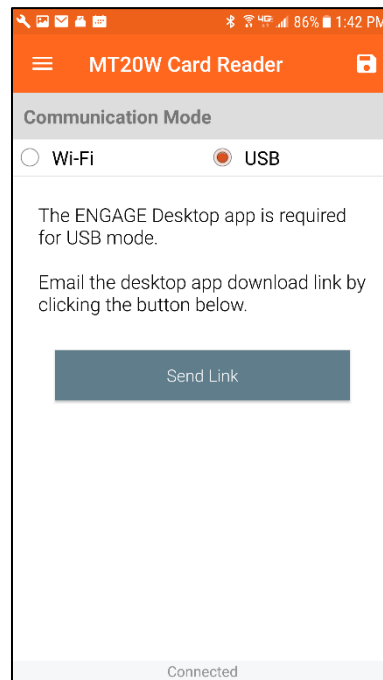 86% 1:42 PM
MT20W Card Reader
Communication Mode
Wi-Fi USB
The ENGAGE Desktop app is required
for USB mode.
Email the desktop app download link by
clicking the button below.
Send Link
Connected